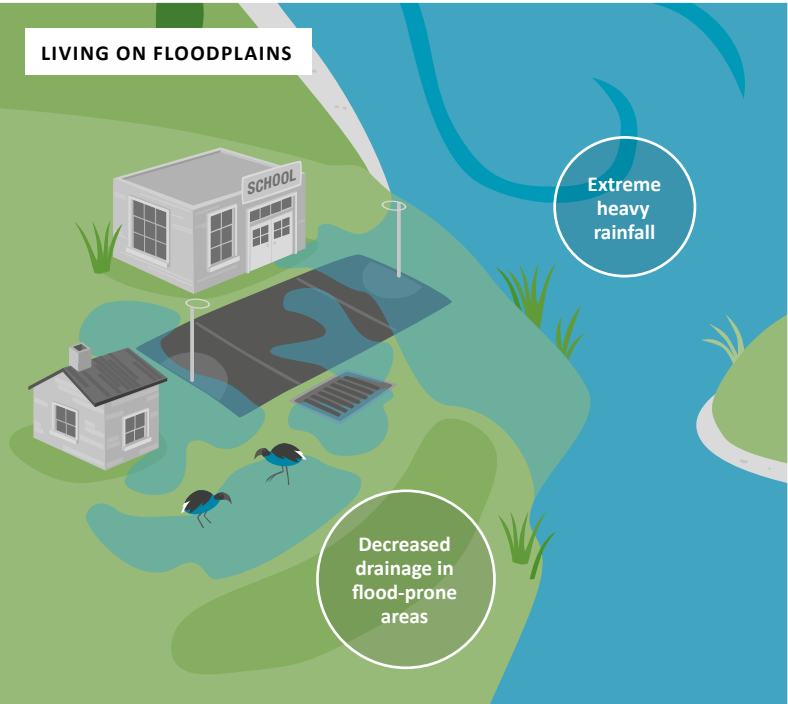 LIVING ON FLOODPLAINS
SCHOOL
Extreme
heavy
rainfall
Decreased
drainage in
flood-prone
areas